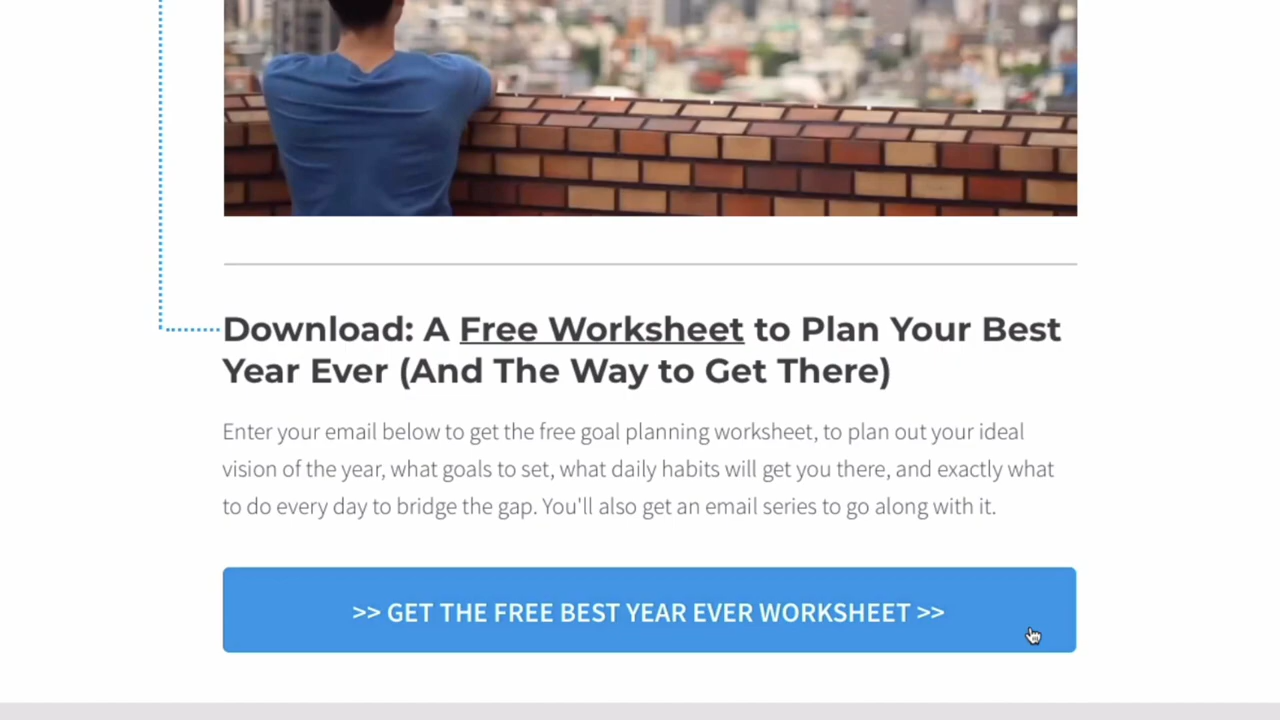 Download: A Free Worksheet to Plan Your Best
Year Ever (And The Way to Get There)
Enter your email below to get the free goal planning worksheet, to plan out your ideal
vision of the year, what goals to set, what daily habits will get you there, and exactly what
to do every day to bridge the gap. You'll also get an email series to go along with it.
>> GET THE FREE BEST YEAR EVER WORKSHEET >>